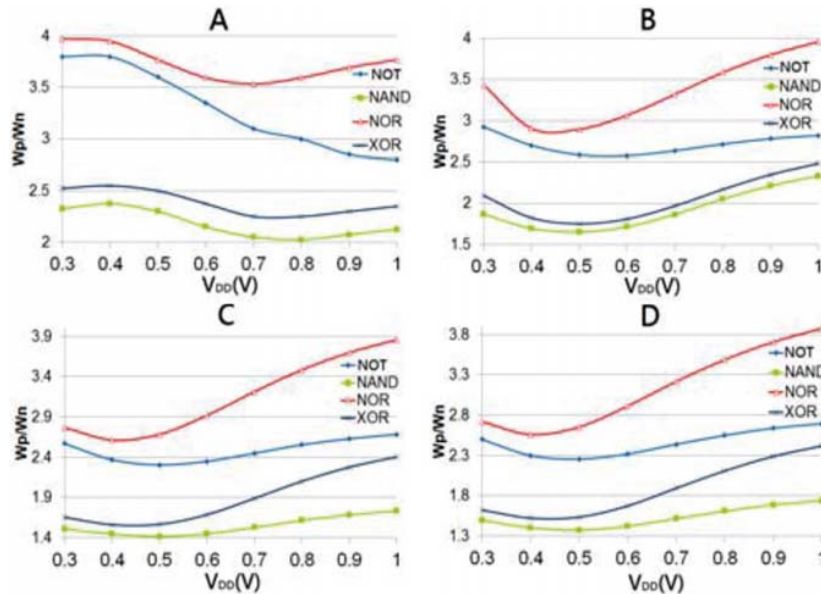 A
4
3.5
3
2.5
2
Wp/Wn
NOT
NAND
NOR
XOR
0.3 0.4 0.5 0.6 0.7 0.8 0.9 1
VDD(V)
B
4
3.5
3
2.5
2
1.5
Wp/Wn
NOT
NAND
NOR
XOR
0.3 0.4 0.5 0.6 0.7 0.8 0.9 1
VDD(V)
C
3.9
3.4
2.9
2.4
1.9
1.4
Wp/Wn
NOT
NAND
NOR
XOR
0.3 0.4 0.5 0.6 0.7 0.8 0.9 1
VDD(V)
D
3.8
3.3
2.8
2.3
1.8
1.3
Wp/Wn
NOT
NAND
NOR
XOR
0.3 0.4 0.5 0.6 0.7 0.8 0.9 1
VDD(V)